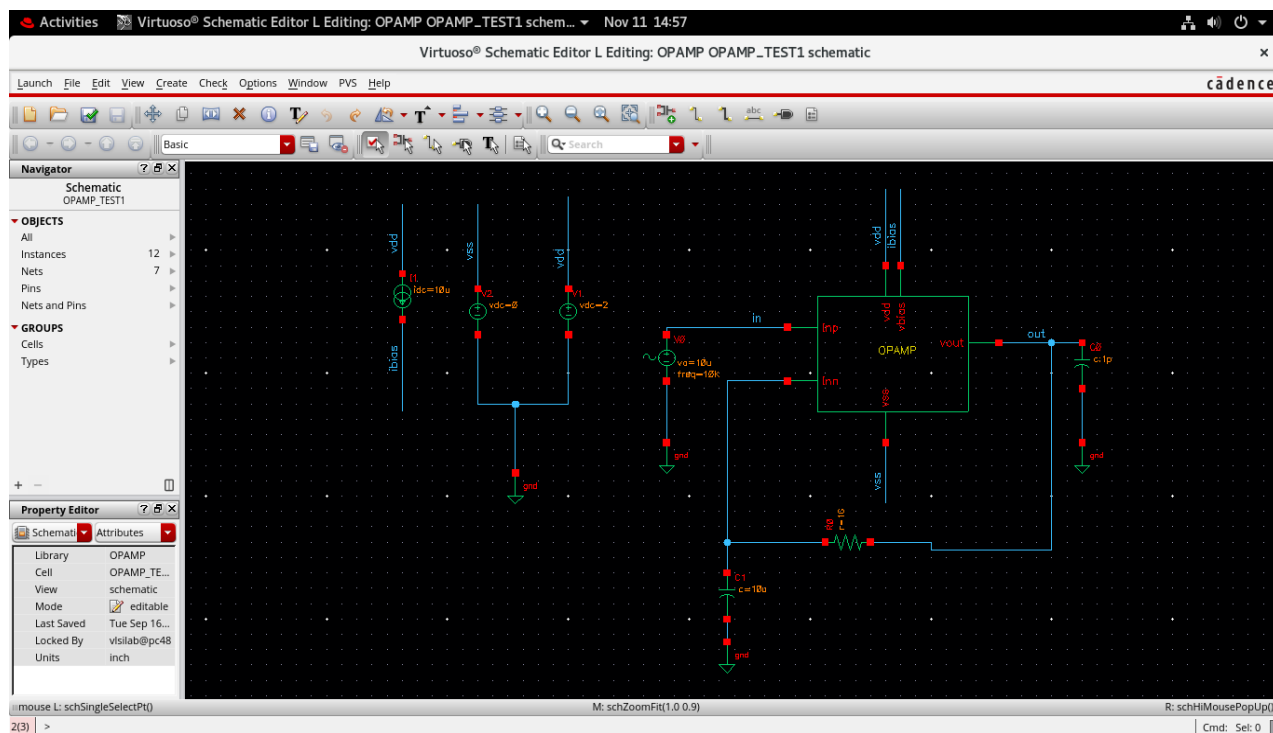 Activities Virtuoso® Schematic Editor L Editing: OPAMP OPAMP_TEST1 schem... Nov 11 14:57
Virtuoso® Schematic Editor L Editing: OPAMP OPAMP_TEST1 schematic ×
Launch File Edit View Create Check Options Window PVS Help cādence
Basic Search
Navigator
Schematic
OPAMP_TEST1
OBJECTS
All
Instances 12
Nets 7
Pins
Nets and Pins
GROUPS
Cells
Types
Property Editor
Schemati Attributes
Library OPAMP
Cell OPAMP_TE...
View schematic
Mode editable
Last Saved Tue Sep 16...
Locked By vlsilab@pc48
Units inch
vdd
I1
idc=10u
ibias
vss
V2
vdc=0
vdd
V1
vdc=2
gnd
in
V0
va=10u
freq=10k
gnd
vdd
ibias
vdd
Inp
OPAMP
vout
Inn
vss
vss
out
C0
c:1p
gnd
R0
r=1G
C1
c=10u
gnd
mouse L: schSingleSelectPt() M: schZoomFit(1.0 0.9) R: schHiMousePopUp()
2(3) > Cmd: Sel: 0